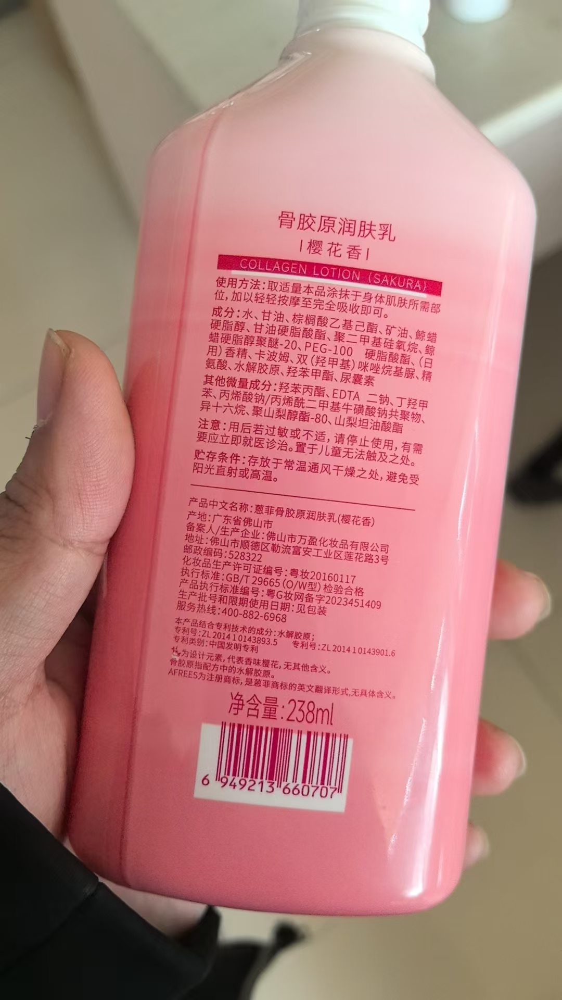 骨胶原润肤乳
|樱花香|
COLLAGEN LOTION (SAKURA)
使用方法:取适量本品涂抹于身体肌肤所需部
位,加以轻轻按摩至完全吸收即可。
成分:水、甘油、棕榈酸乙基己酯、矿油、鲸蜡
硬脂醇、甘油硬脂酸酯、聚二甲基硅氧烷、鲸
蜡硬脂醇聚醚-20、PEG-100 硬脂酸酯、(日
用)香精、卡波姆、双(羟甲基)咪唑烷基脲、精
氨酸、水解胶原、羟苯甲酯、尿囊素
其他微量成分:羟苯丙酯、EDTA 二钠、丁羟甲
苯、丙烯酸钠/丙烯酰二甲基牛磺酸钠共聚物、
异十六烷、聚山梨醇酯-80、山梨坦油酸酯
注意:用后若过敏或不适,请停止使用,有需
要应立即就医诊治。置于儿童无法触及之处。
贮存条件:存放于常温通风干燥之处,避免受
阳光直射或高温。
产品中文名称:蒽菲骨胶原润肤乳(樱花香)
产地:广东省佛山市
备案人/生产企业:佛山市万盈化妆品有限公司
地址:佛山市顺德区勒流富安工业区莲花路3号
邮政编码:528322
化妆品生产许可证编号:粤妆20160117
执行标准:GB/T 29665(O/W型)检验合格
产品执行标准编号:粤G妆网备字2023451409
生产批号和限期使用日期:见包装
服务热线:400-882-6968
本产品结合专利技术的成分:水解胶原;
专利号:ZL 2014 1 0143893.5 专利号:ZL 2014 1 0143901.6
专利类别:中国发明专利
为设计元素,代表香味樱花,无其他含义。
骨胶原指配方中的水解胶原。
AFREES为注册商标,是蒽菲商标的英文翻译形式,无具体含义。
净含量:238ml
6 949213 660707